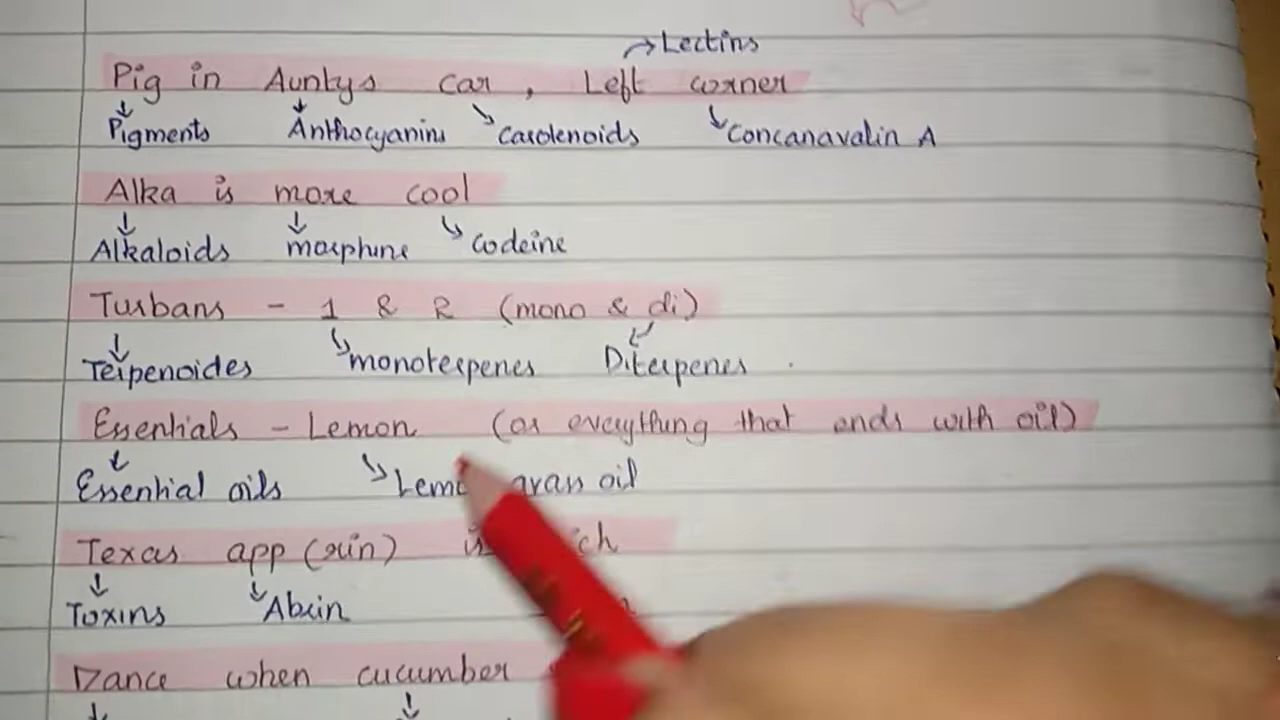 Lectins
Pig in Auntys car, Left corner
Pigments Anthocyanins Carotenoids Concanavalin A
Alka is more cool
Alkaloids morphine Codeine
Turbans - 1 & 2 (mono & di)
Terpenoides monoterpenes Diterpenes
Essentials - Lemon (or everything that ends with oil)
Essential oils oil
Texas app (rin)
Toxins Abrin
Dance when cucumber